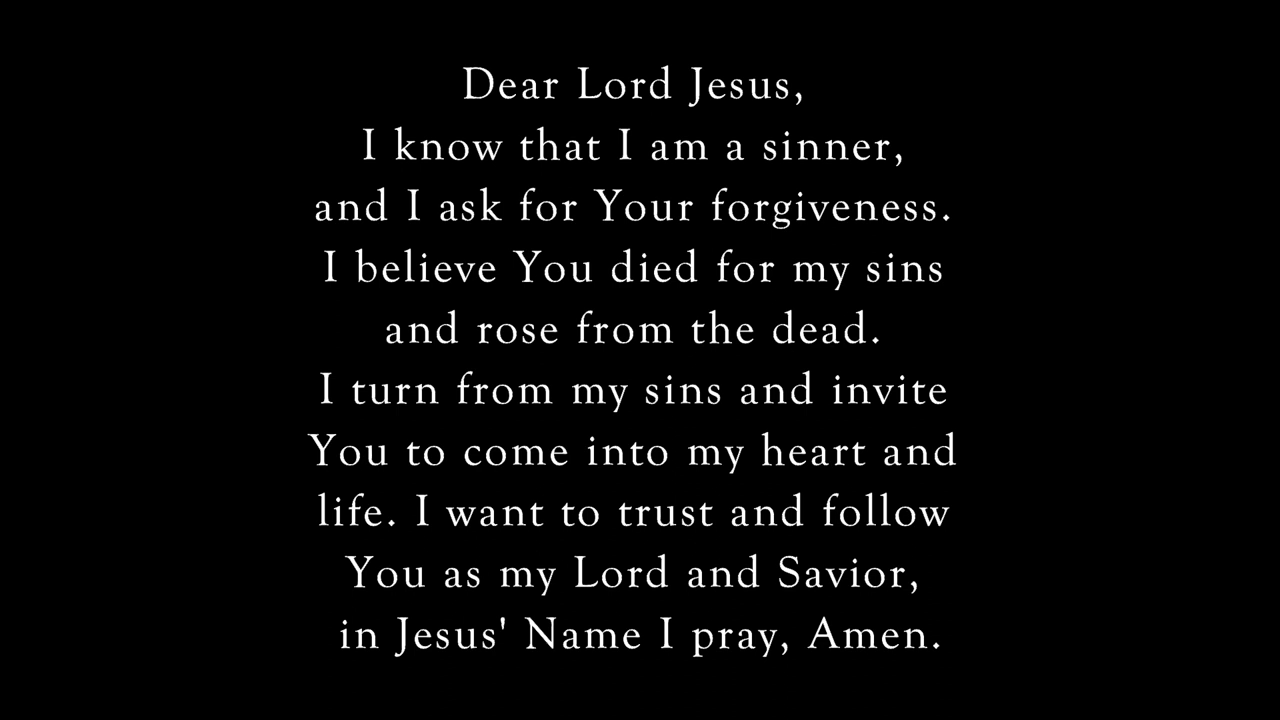 Dear Lord Jesus,
I know that I am a sinner,
and I ask for Your forgiveness.
I believe You died for my sins
and rose from the dead.
I turn from my sins and invite
You to come into my heart and
life. I want to trust and follow
You as my Lord and Savior,
in Jesus' Name I pray, Amen.